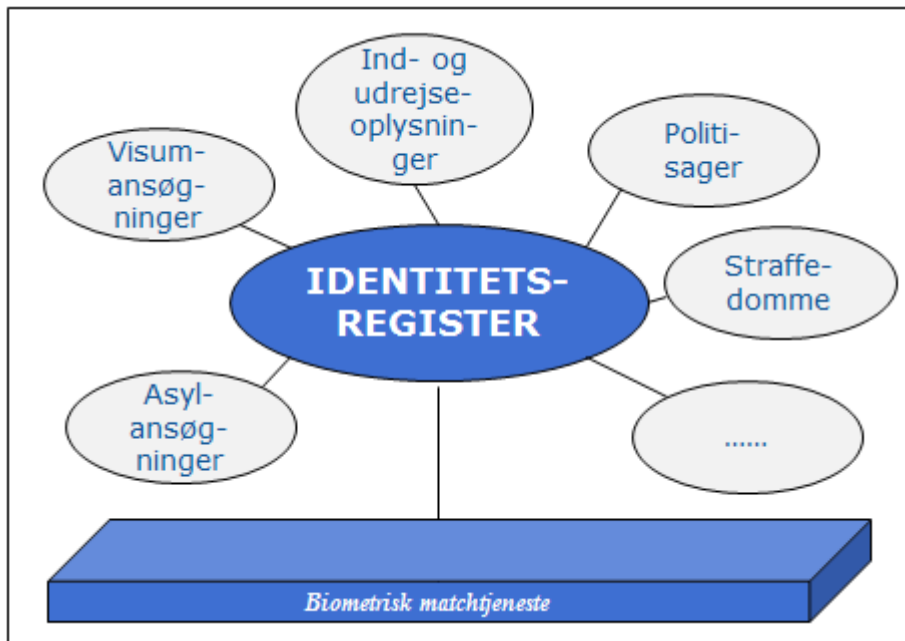 Ind- og
udrejse-
oplysnin-
ger
Visum-
ansøg-
ninger
Politi-
sager
IDENTITETS-
REGISTER
Straffe-
domme
Asyl-
ansøg-
ninger
......
Biometrisk matchtjeneste